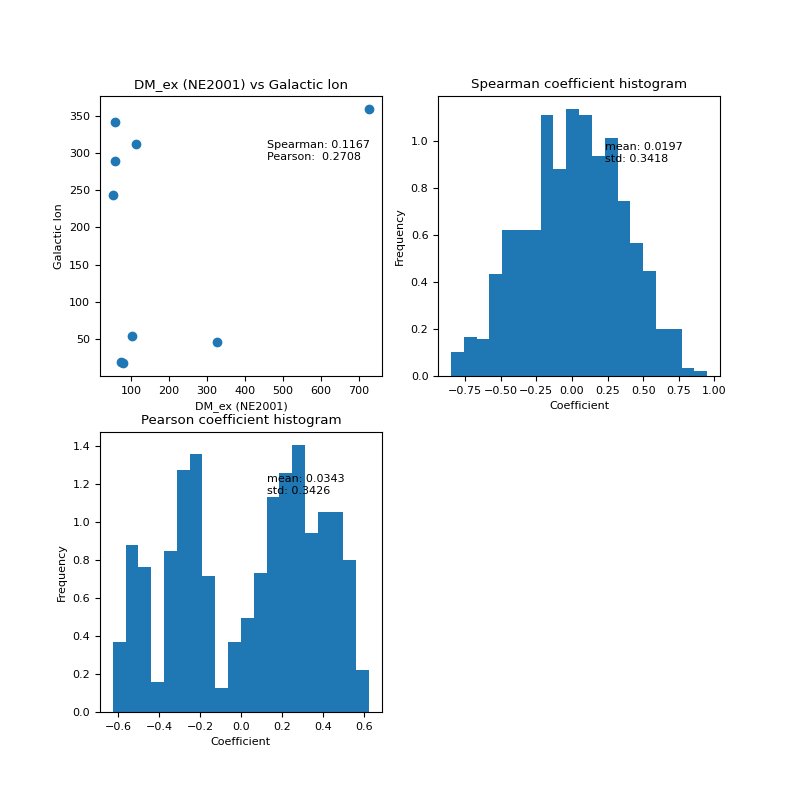 DM_ex (NE2001) vs Galactic lon
350
300
250
200
150
100
50
Galactic lon
Spearman: 0.1167
Pearson:  0.2708
100 200 300 400 500 600 700
DM_ex (NE2001)
Spearman coefficient histogram
1.0
0.8
0.6
0.4
0.2
0.0
Frequency
mean: 0.0197
std: 0.3418
−0.75 −0.50 −0.25 0.00 0.25 0.50 0.75 1.00
Coefficient
Pearson coefficient histogram
1.4
1.2
1.0
0.8
0.6
0.4
0.2
0.0
Frequency
mean: 0.0343
std: 0.3426
−0.6 −0.4 −0.2 0.0 0.2 0.4 0.6
Coefficient